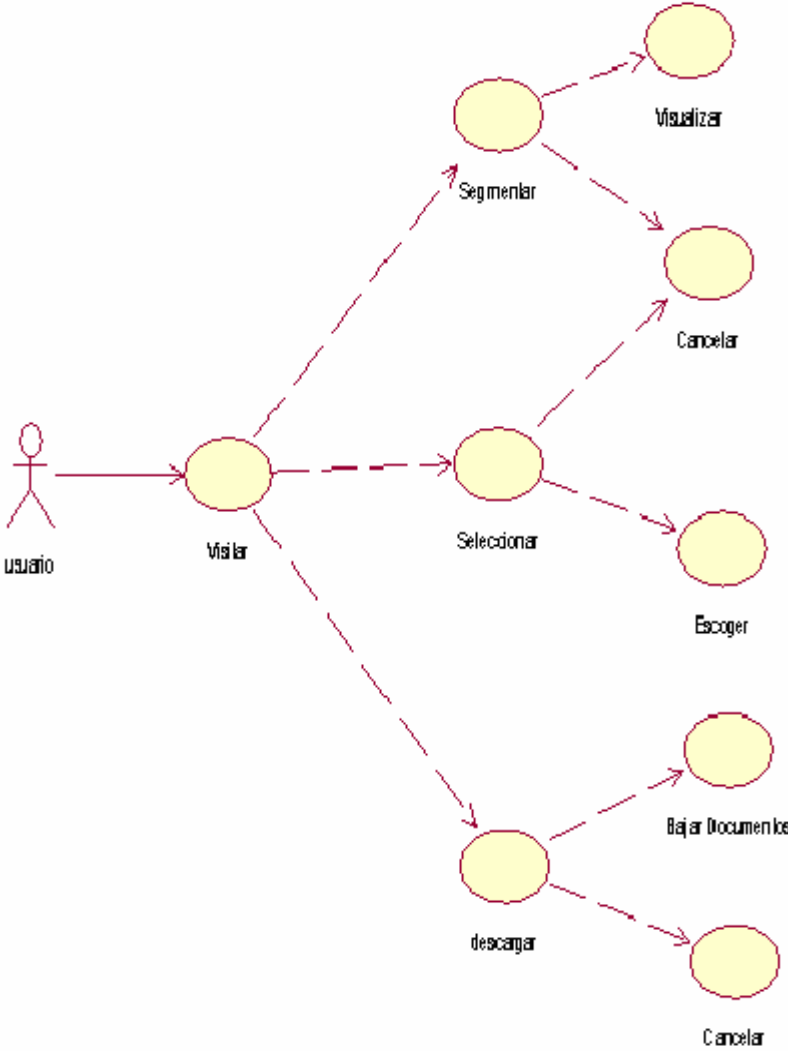 Visualizar
Segmentar
Cancelar
usuario
Visitar
Seleccionar
Escoger
Bajar Documentos
descargar
Cancelar